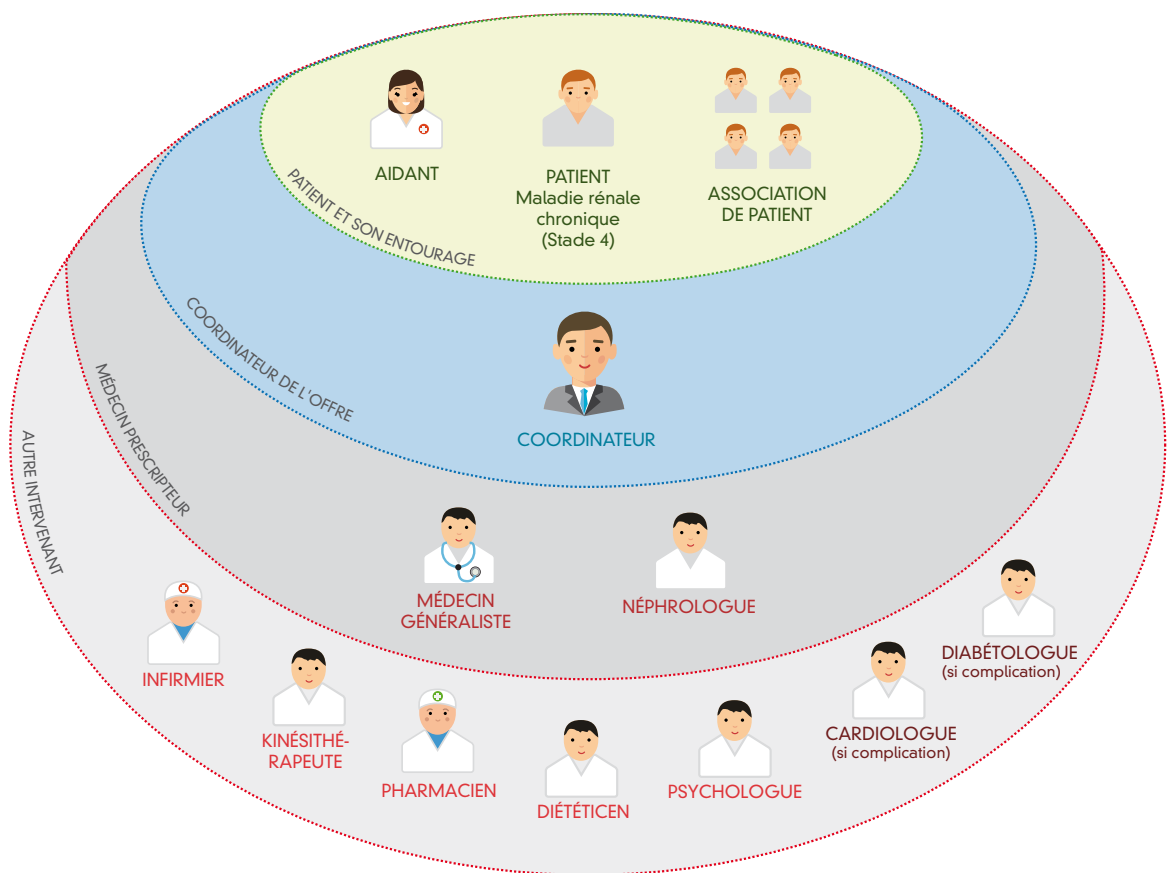 AIDANT
PATIENT
Maladie rénale
chronique
(Stade 4)
ASSOCIATION
DE PATIENT
PATIENT ET SON ENTOURAGE
COORDINATEUR
COORDINATEUR DE L'OFFRE
MÉDECIN
GÉNÉRALISTE
NÉPHROLOGUE
MÉDECIN PRESCRIPTEUR
AUTRE INTERVENANT
INFIRMIER
KINÉSITHÉ-
RAPEUTE
PHARMACIEN
DIÉTÉTICEN
PSYCHOLOGUE
CARDIOLOGUE
(si complication)
DIABÉTOLOGUE
(si complication)